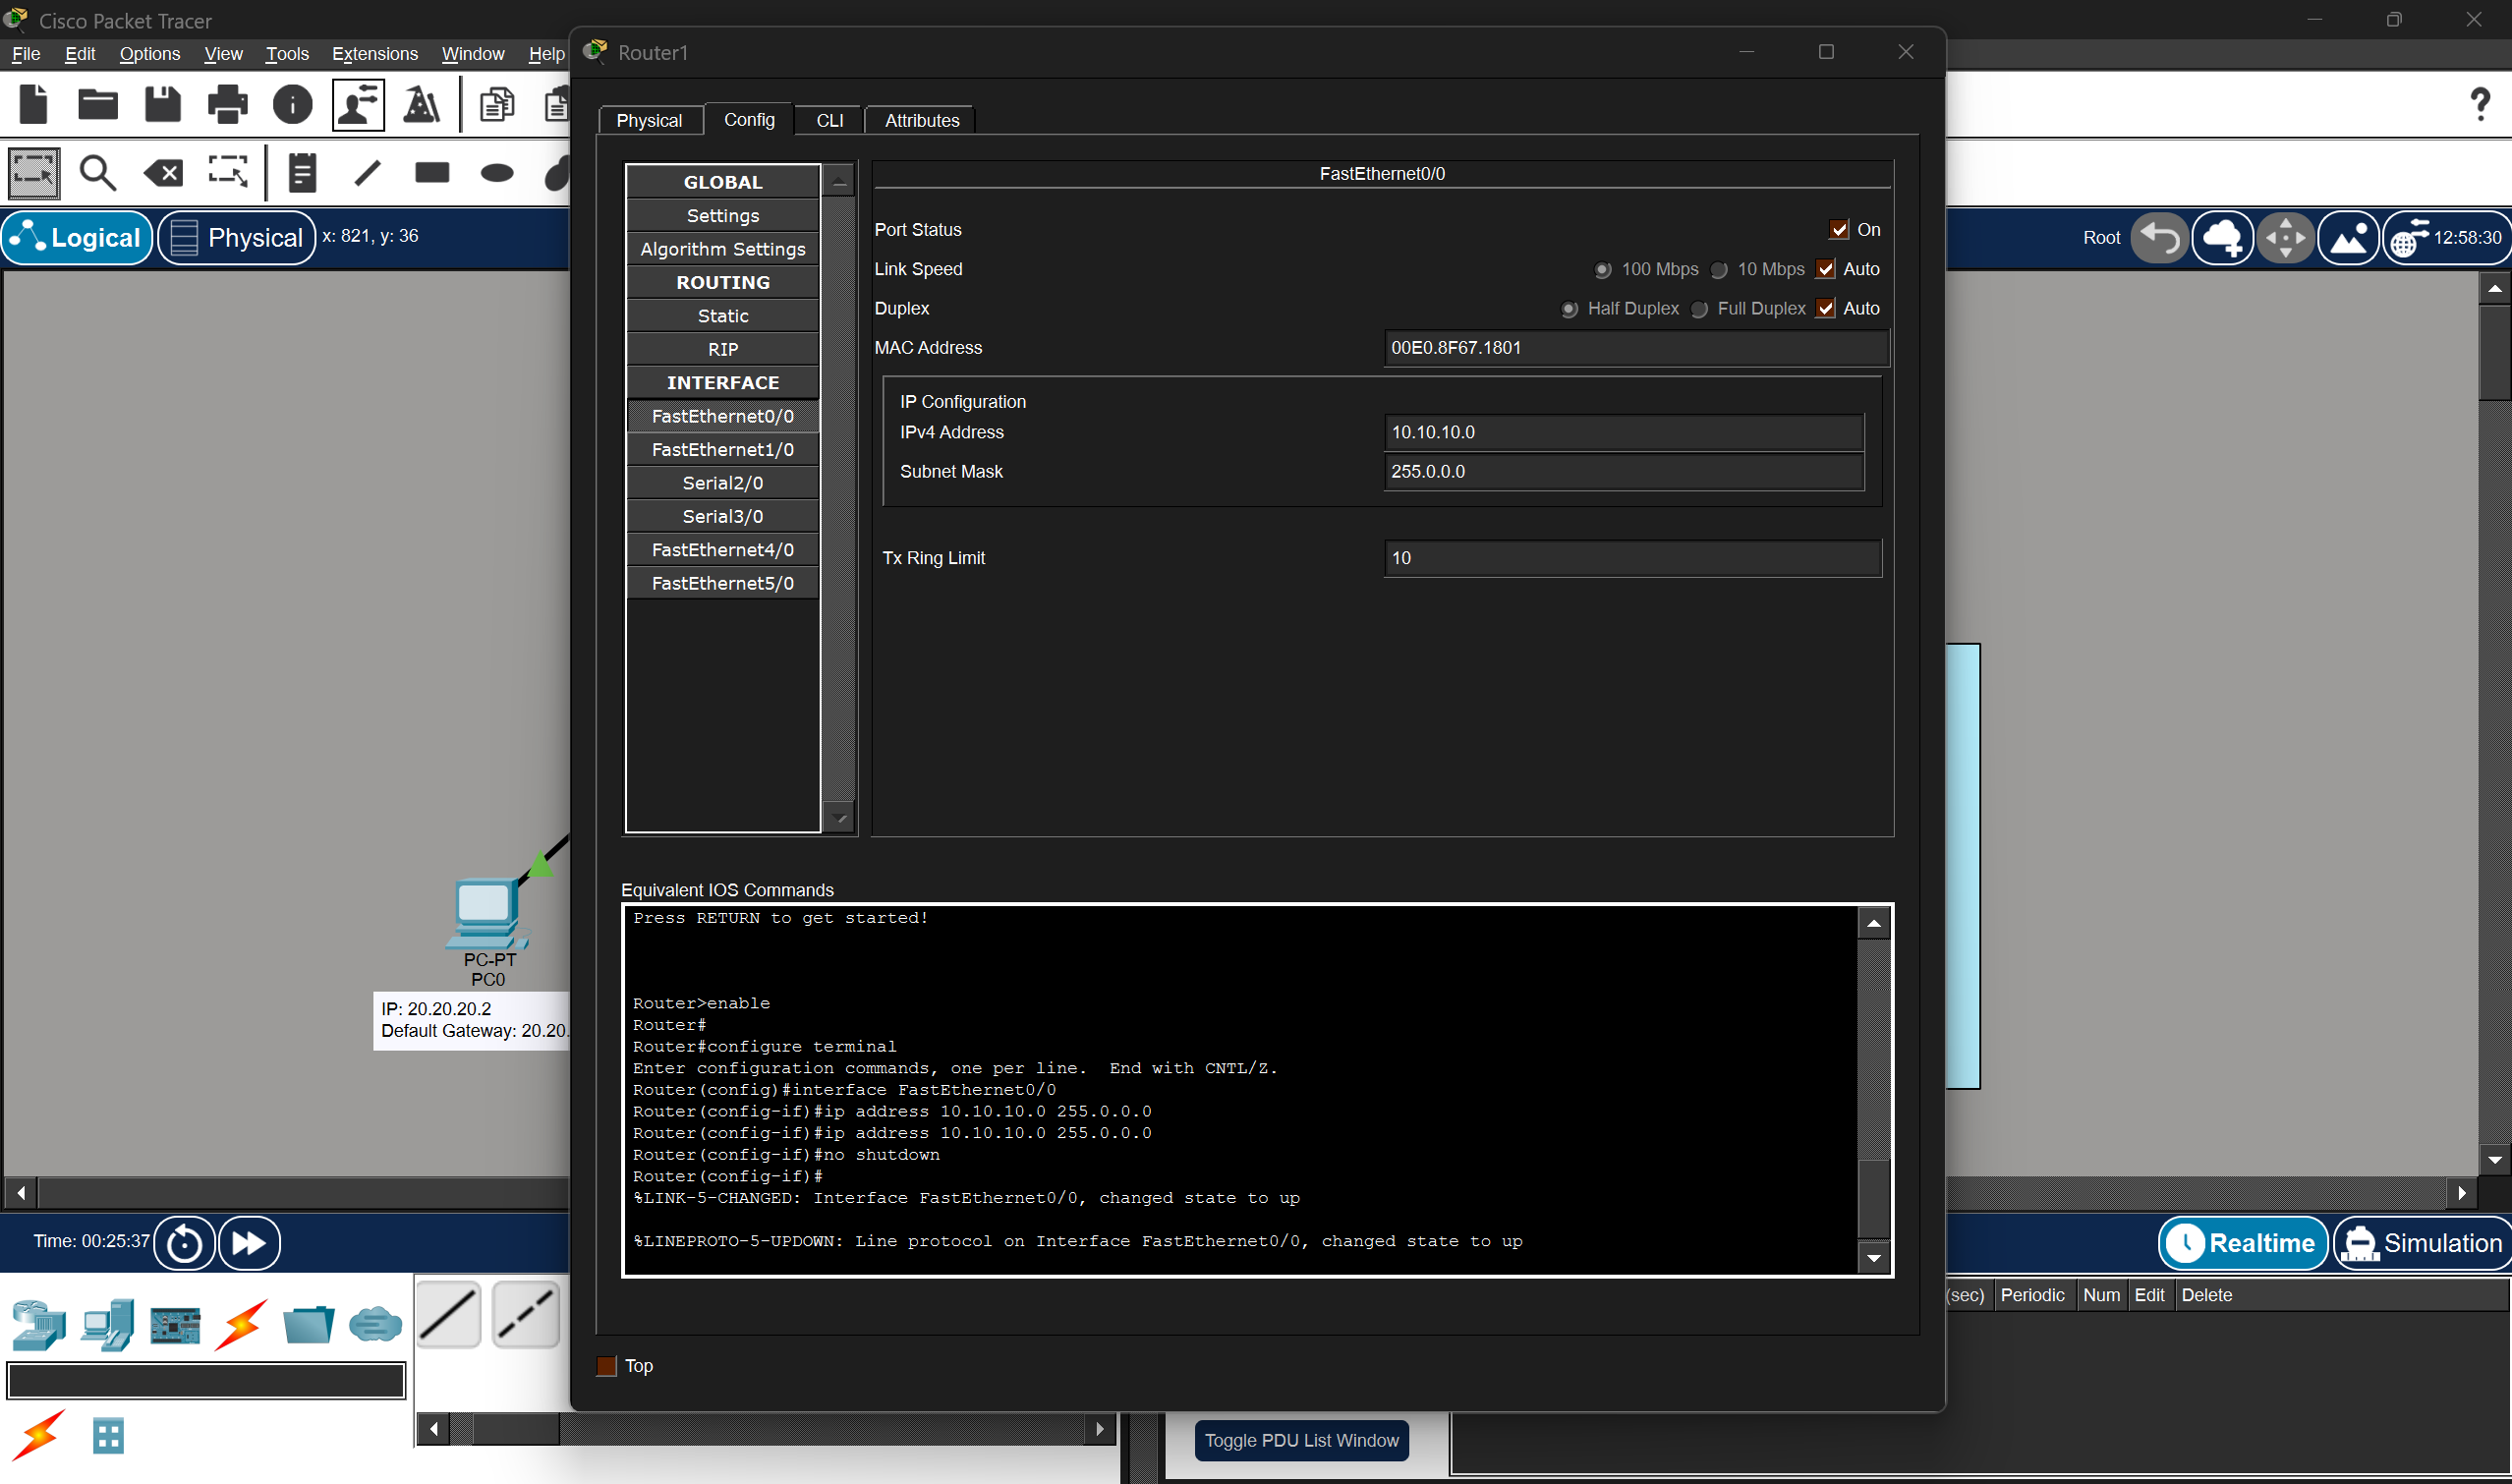 Cisco Packet Tracer
File Edit Options View Tools Extensions Window Help
Router1
Physical Config CLI Attributes
Logical Physical x: 821, y: 36
Root 12:58:30
GLOBAL
Settings
Algorithm Settings
ROUTING
Static
RIP
INTERFACE
FastEthernet0/0
FastEthernet1/0
Serial2/0
Serial3/0
FastEthernet4/0
FastEthernet5/0
FastEthernet0/0
Port Status On
Link Speed 100 Mbps 10 Mbps Auto
Duplex Half Duplex Full Duplex Auto
MAC Address 00E0.8F67.1801
IP Configuration
IPv4 Address 10.10.10.0
Subnet Mask 255.0.0.0
Tx Ring Limit 10
PC-PT
PC0
IP: 20.20.20.2
Default Gateway: 20.20.
Equivalent IOS Commands
Press RETURN to get started!
Router>enable
Router#
Router#configure terminal
Enter configuration commands, one per line. End with CNTL/Z.
Router(config)#interface FastEthernet0/0
Router(config-if)#ip address 10.10.10.0 255.0.0.0
Router(config-if)#ip address 10.10.10.0 255.0.0.0
Router(config-if)#no shutdown
Router(config-if)#
%LINK-5-CHANGED: Interface FastEthernet0/0, changed state to up
%LINEPROTO-5-UPDOWN: Line protocol on Interface FastEthernet0/0, changed state to up
Top
Time: 00:25:37
Realtime Simulation
(sec) Periodic Num Edit Delete
Toggle PDU List Window